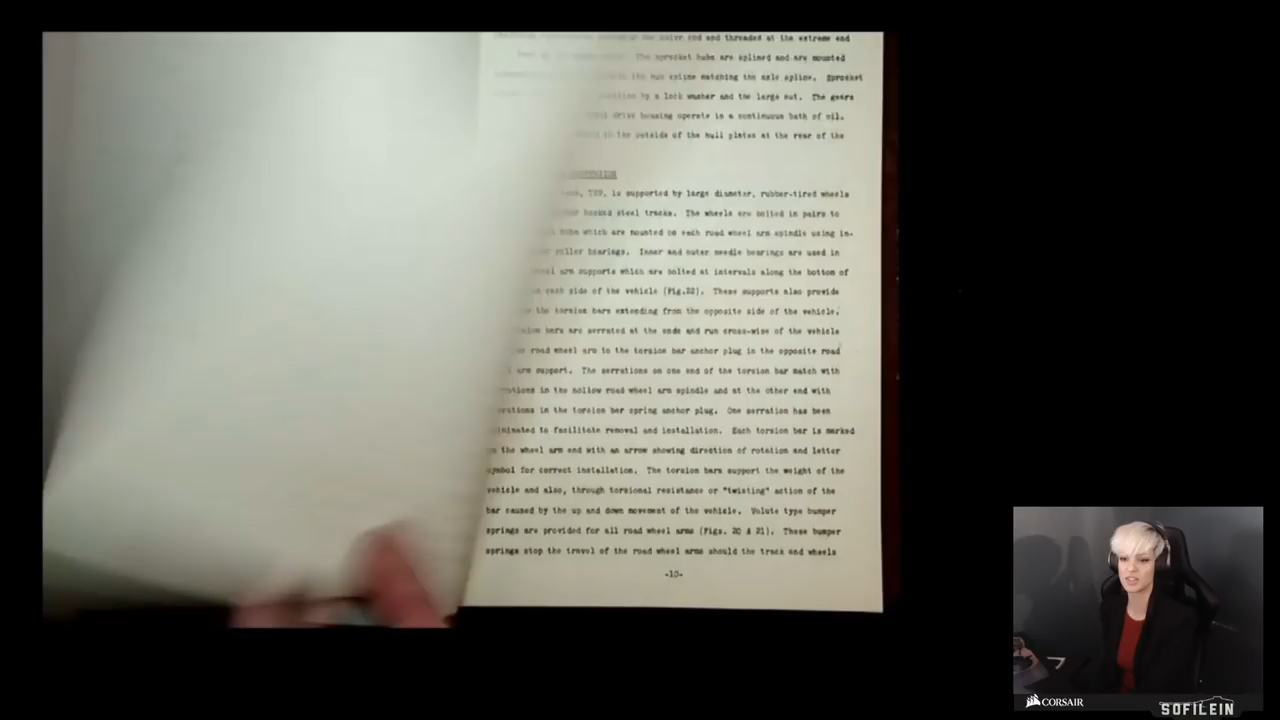 and threaded at the extreme end
The sprocket hubs are splined and are mounted
the hub spline matching the axle spline. Sprocket
by a lock washer and the large nut. The gears
drive housing operate in a continuous bath of oil.
to the outside of the hull plates at the rear of the
SUSPENSION
T29, is supported by large diameter, rubber-tired wheels
backed steel tracks. The wheels are bolted in pairs to
hubs which are mounted on each road wheel arm spindle using in-
roller bearings. Inner and outer needle bearings are used in
arm supports which are bolted at intervals along the bottom of
each side of the vehicle (Fig.22). These supports also provide
the torsion bars extending from the opposite side of the vehicle.
bars are serrated at the ends and run cross-wise of the vehicle
road wheel arm to the torsion bar anchor plug in the opposite road
arm support. The serrations on one end of the torsion bar match with
in the hollow road wheel arm spindle and at the other end with
in the torsion bar spring anchor plug. One serration has been
to facilitate removal and installation. Each torsion bar is marked
the wheel arm end with an arrow showing direction of rotation and letter
symbol for correct installation. The torsion bars support the weight of the
vehicle and also, through torsional resistance or "twisting" action of the
bar caused by the up and down movement of the vehicle. Volute type bumper
springs are provided for all road wheel arms (Figs. 20 & 21). These bumper
springs stop the travel of the road wheel arms should the track and wheels
-10-
CORSAIR
SOFILEIN